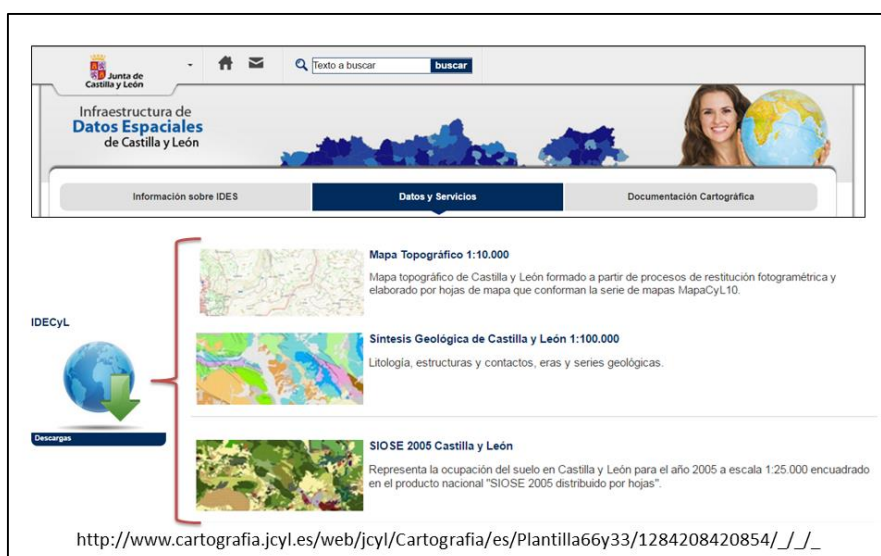 Junta de
Castilla y León
Texto a buscar
buscar
Infraestructura de
Datos Espaciales
de Castilla y León
Información sobre IDES
Datos y Servicios
Documentación Cartográfica
IDECyL
Descargas
Mapa Topográfico 1:10.000
Mapa topográfico de Castilla y León formado a partir de procesos de restitución fotogramétrica y
elaborado por hojas de mapa que conforman la serie de mapas MapaCyL10.
Síntesis Geológica de Castilla y León 1:100.000
Litología, estructuras y contactos, eras y series geológicas.
SIOSE 2005 Castilla y León
Representa la ocupación del suelo en Castilla y León para el año 2005 a escala 1:25.000 encuadrado
en el producto nacional "SIOSE 2005 distribuido por hojas".
http://www.cartografia.jcyl.es/web/jcyl/Cartografia/es/Plantilla66y33/1284208420854/_/_/_